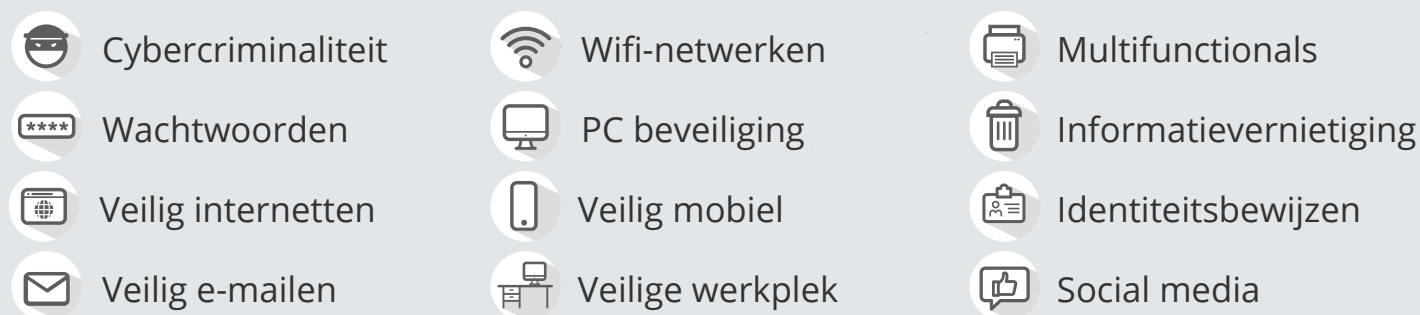 Cybercriminaliteit
Wachtwoorden
Veilig internetten
Veilig e-mailen
Wifi-netwerken
PC beveiliging
Veilig mobiel
Veilige werkplek
Multifunctionals
Informatievernietiging
Identiteitsbewijzen
Social media